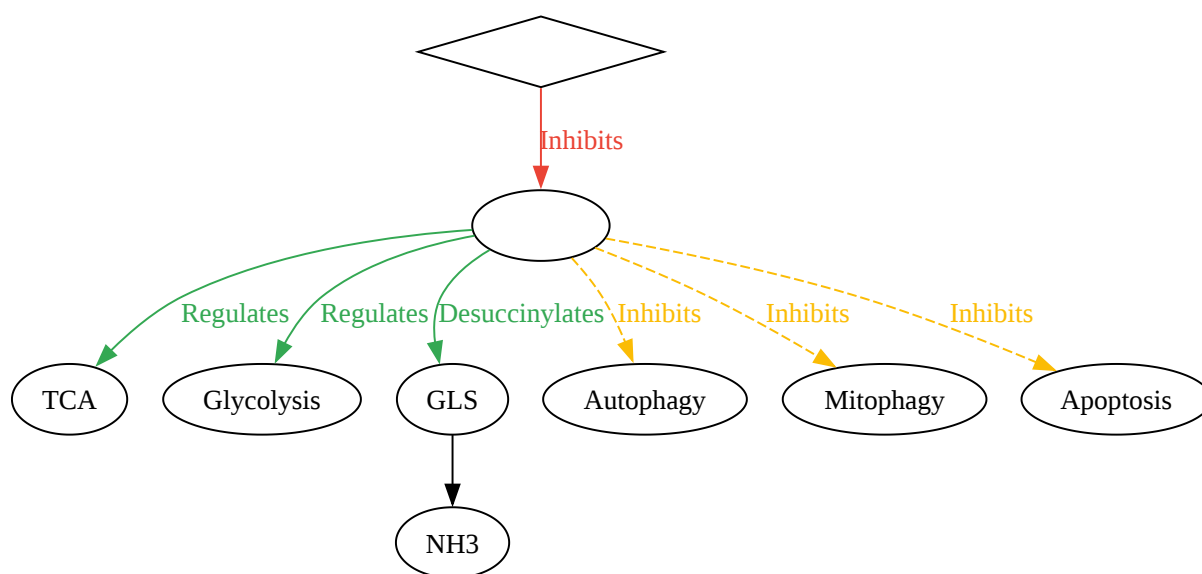 Inhibits
Regulates
Regulates
Desuccinylates
Inhibits
Inhibits
Inhibits
TCA
Glycolysis
GLS
Autophagy
Mitophagy
Apoptosis
NH3